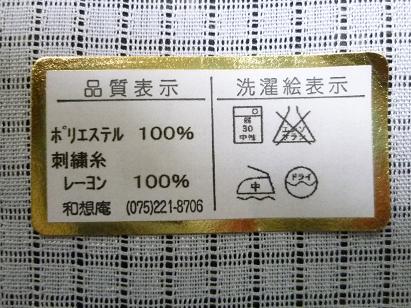 品質表示
ポリエステル 100%
刺繍糸
レーヨン 100%
和想庵 (075)221-8706
洗濯絵表示
弱
30
中性
エンソ
サラシ
中
ドライ